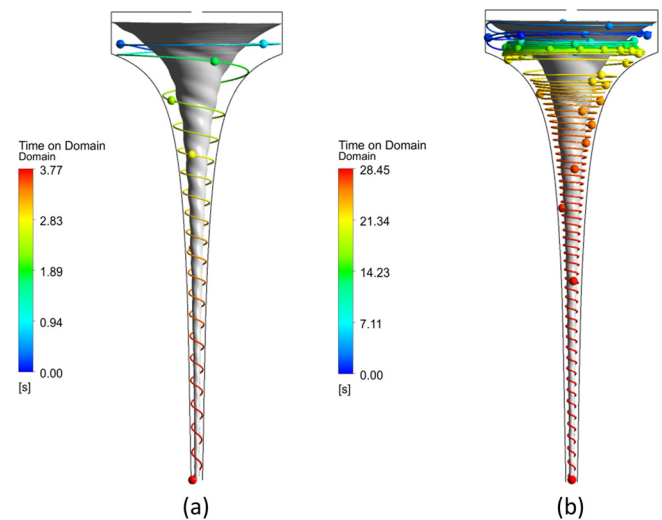 Time on Domain
Domain
3.77
2.83
1.89
0.94
0.00
[s]
(a)
Time on Domain
Domain
28.45
21.34
14.23
7.11
0.00
[s]
(b)